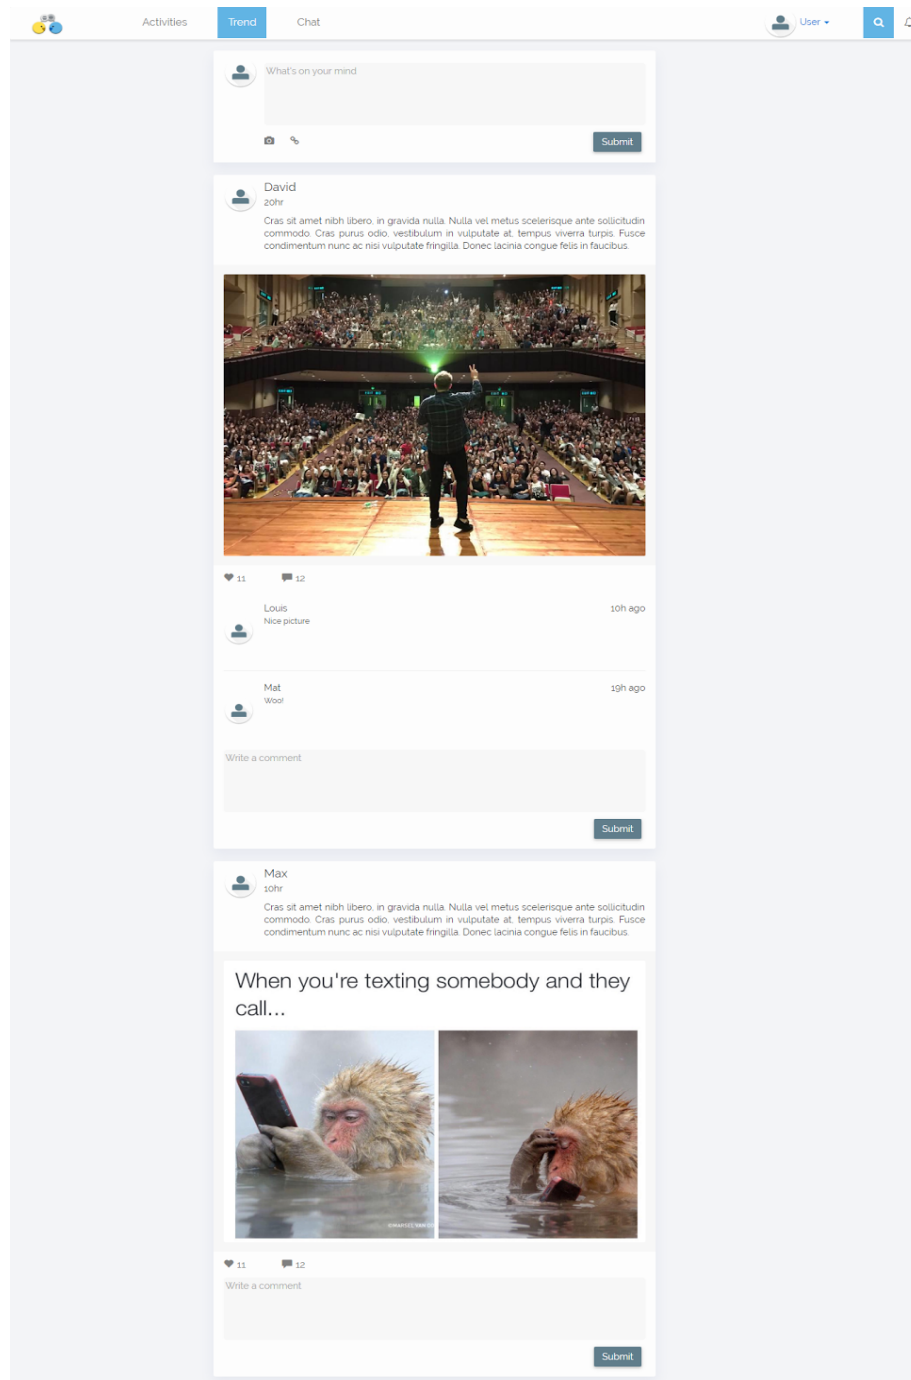 Activities Trend Chat User
What's on your mind
Submit
David
20hr
Cras sit amet nibh libero, in gravida nulla. Nulla vel metus scelerisque ante sollicitudin
commodo. Cras purus odio, vestibulum in vulputate at, tempus viverra turpis. Fusce
condimentum nunc ac nisi vulputate fringilla. Donec lacinia congue felis in faucibus.
11 12
Louis 10h ago
Nice picture
Mat 19h ago
Woo!
Write a comment
Submit
Max
10hr
Cras sit amet nibh libero, in gravida nulla. Nulla vel metus scelerisque ante sollicitudin
commodo. Cras purus odio, vestibulum in vulputate at, tempus viverra turpis. Fusce
condimentum nunc ac nisi vulputate fringilla. Donec lacinia congue felis in faucibus.
When you're texting somebody and they
call...
11 12
Write a comment
Submit